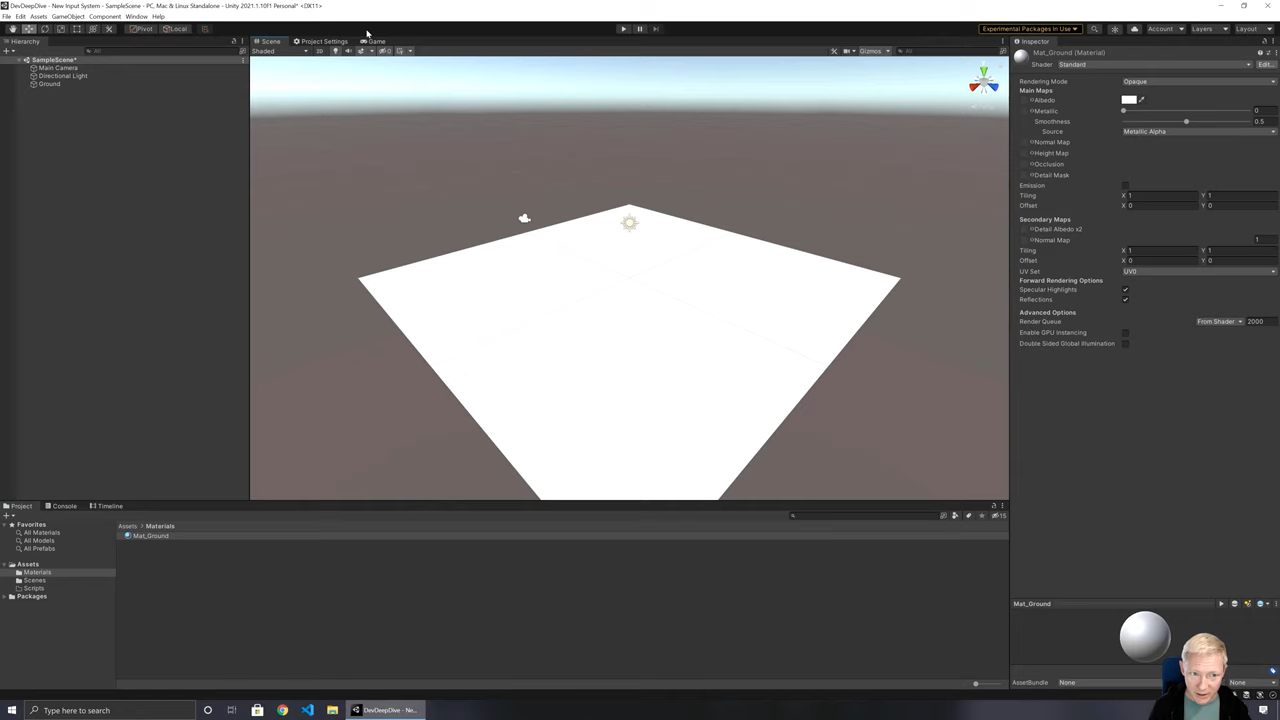 DevDeepDive - New Input System - SampleScene - PC, Mac & Linux Standalone - Unity 2021.1.10f1 Personal* <DX11>
File Edit Assets GameObject Component Window Help
Pivot Local Experimental Packages In Use Account Layers Layout
Hierarchy
All
SampleScene*
Main Camera
Directional Light
Ground
Scene Project Settings Game
Shaded 2D 0 Gizmos All
Inspector
Mat_Ground (Material)
Shader Standard Edit...
Rendering Mode Opaque
Main Maps
Albedo
Metallic 0
Smoothness 0.5
Source Metallic Alpha
Normal Map
Height Map
Occlusion
Detail Mask
Emission
Tiling X 1 Y 1
Offset X 0 Y 0
Secondary Maps
Detail Albedo x2
Normal Map 1
Tiling X 1 Y 1
Offset X 0 Y 0
UV Set UV0
Forward Rendering Options
Specular Highlights
Reflections
Advanced Options
Render Queue From Shader 2000
Enable GPU Instancing
Double Sided Global Illumination
Project Console Timeline
15
Favorites
All Materials
All Models
All Prefabs
Assets
Materials
Scenes
Scripts
Packages
Assets > Materials
Mat_Ground
Mat_Ground
AssetBundle None None
Type here to search
DevDeepDive - Ne...